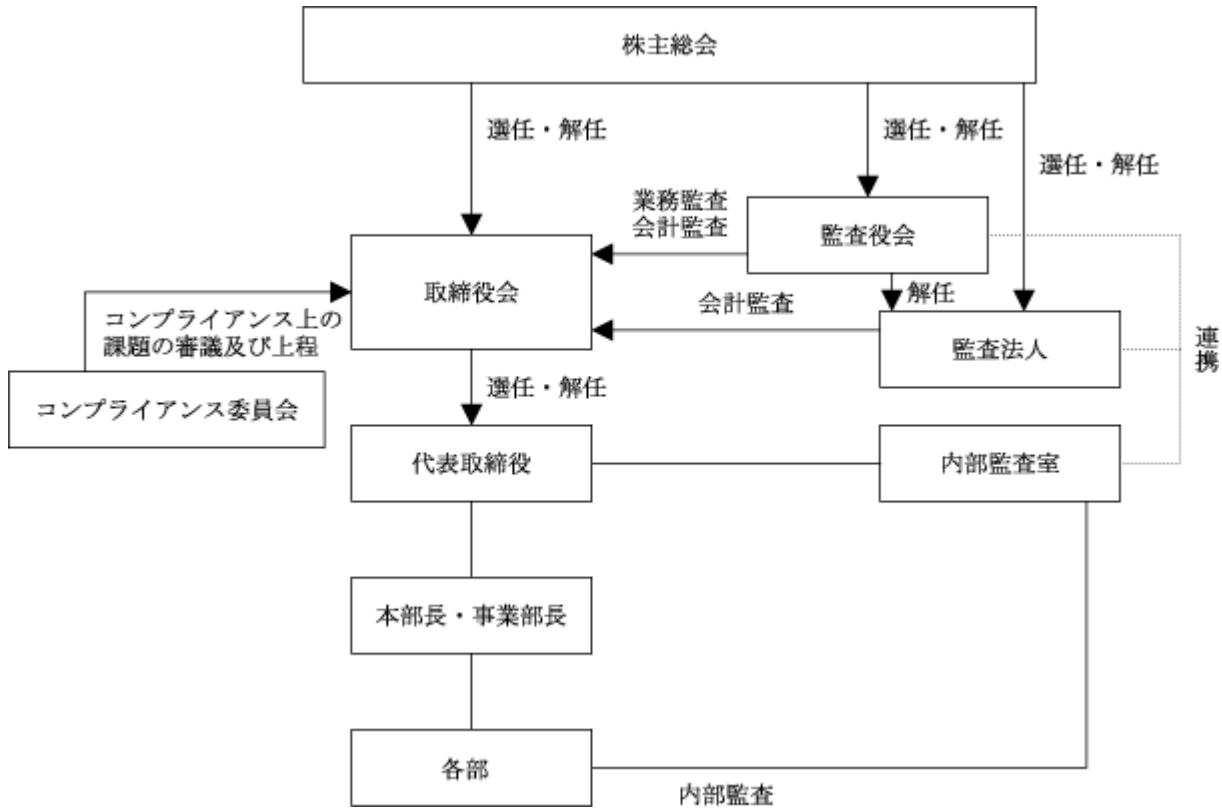 株主総会
選任・解任
選任・解任
選任・解任
業務監査
会計監査
監査役会
取締役会
解任
会計監査
コンプライアンス上の
課題の審議及び上程
監査法人
連
携
コンプライアンス委員会
選任・解任
代表取締役
内部監査室
本部長・事業部長
各部
内部監査